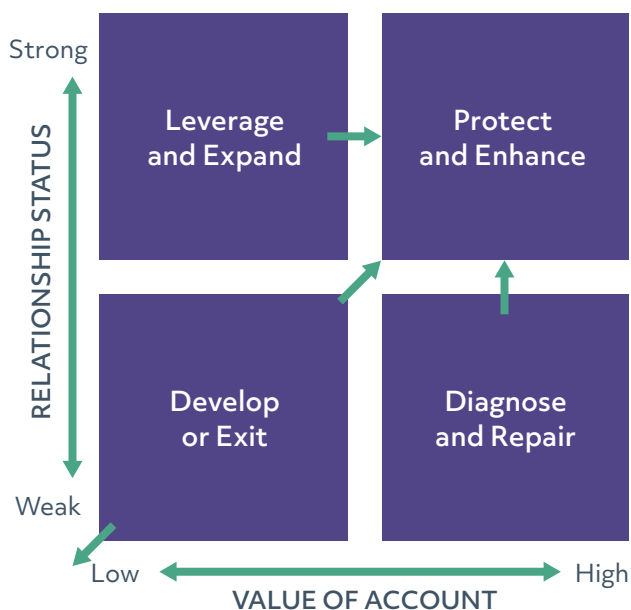 Strong
Leverage
and Expand
Protect
and Enhance
RELATIONSHIP STATUS
Develop
or Exit
Diagnose
and Repair
Weak
Low
High
VALUE OF ACCOUNT